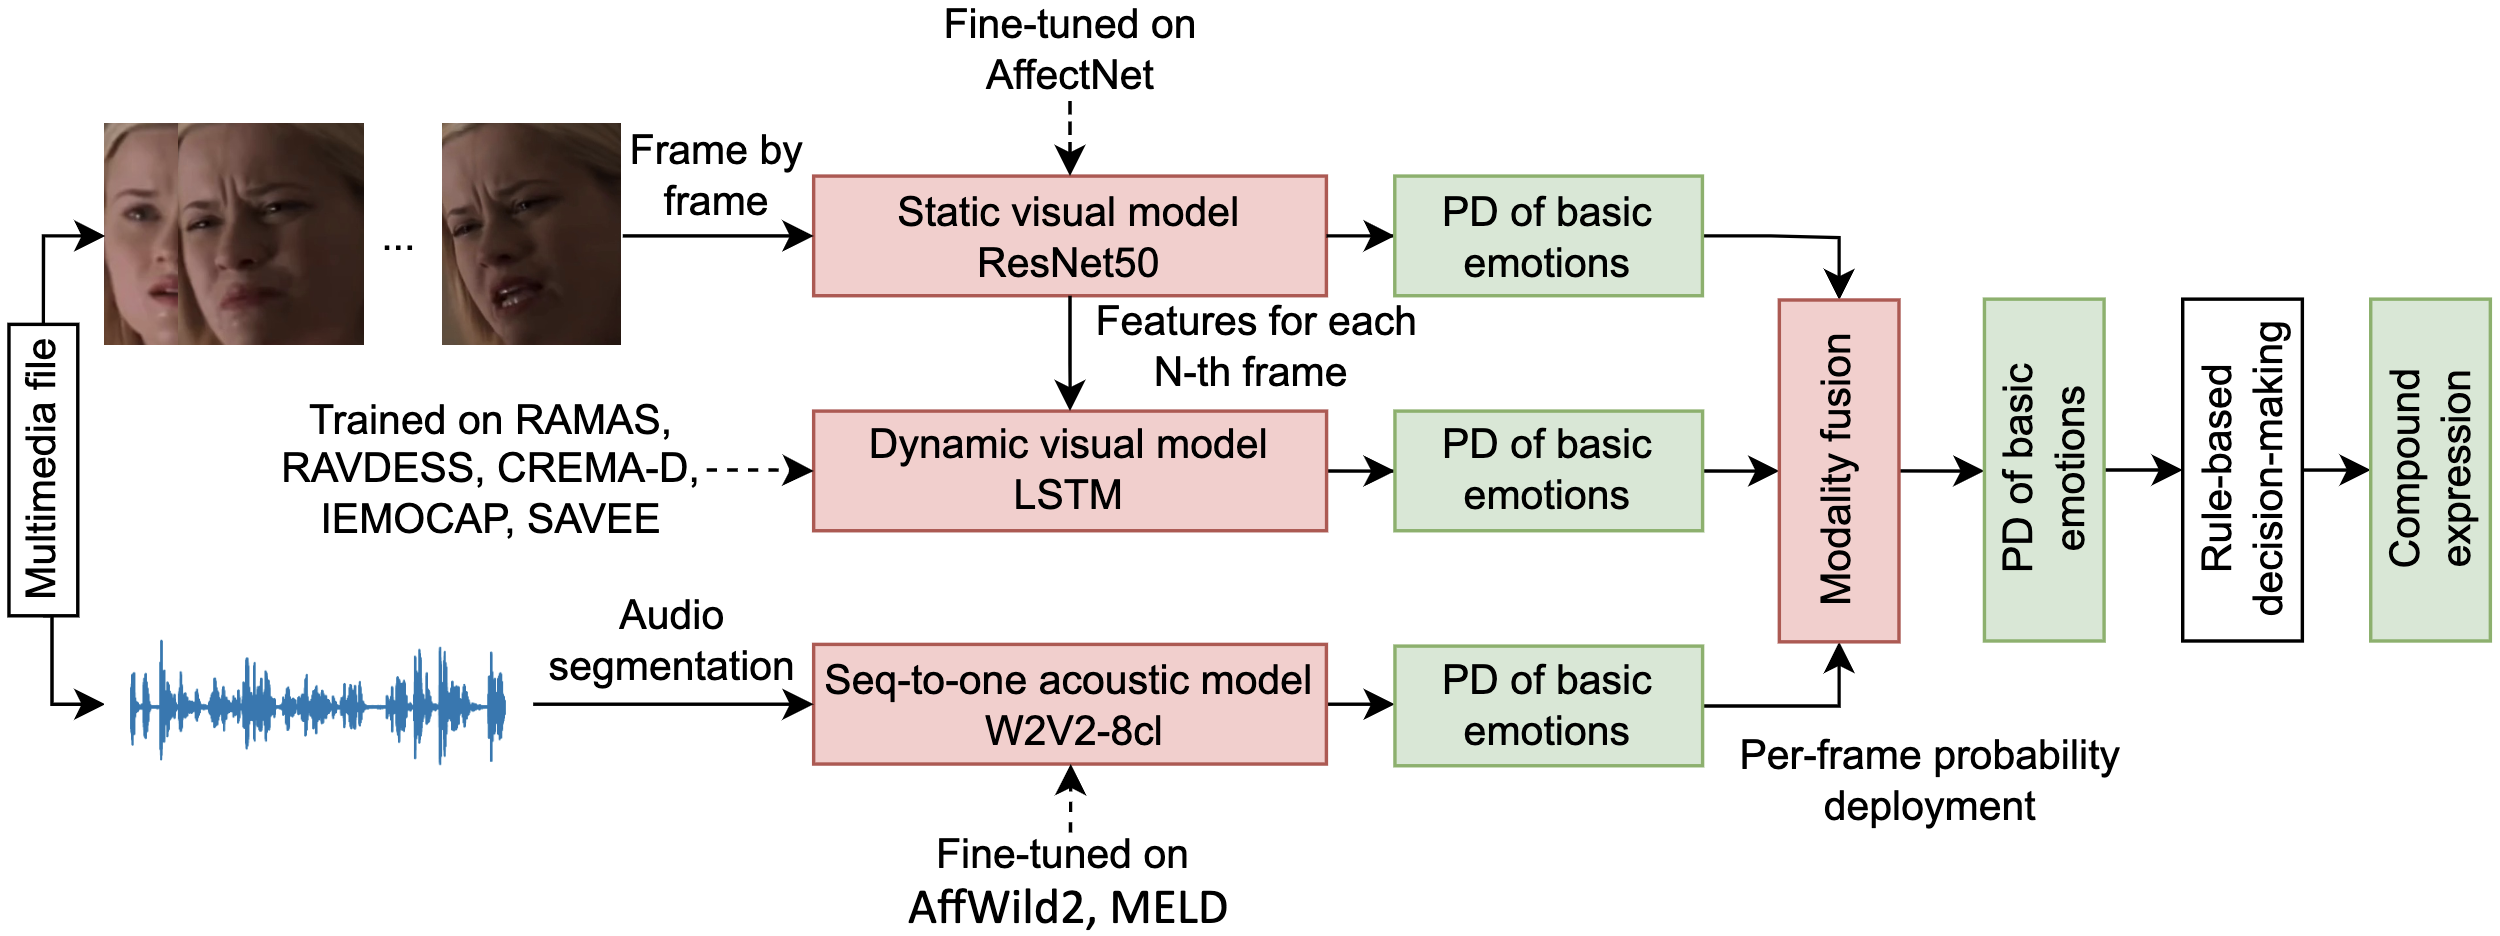 Fine-tuned on
AffectNet
Frame by
frame
...
Static visual model
ResNet50
PD of basic
emotions
Features for each
N-th frame
Multimedia file
Trained on RAMAS,
RAVDESS, CREMA-D,
IEMOCAP, SAVEE
Dynamic visual model
LSTM
PD of basic
emotions
Modality fusion
PD of basic
emotions
Rule-based
decision-making
Compound
expression
Audio
segmentation
Seq-to-one acoustic model
W2V2-8cl
PD of basic
emotions
Per-frame probability
deployment
Fine-tuned on
AffWild2, MELD